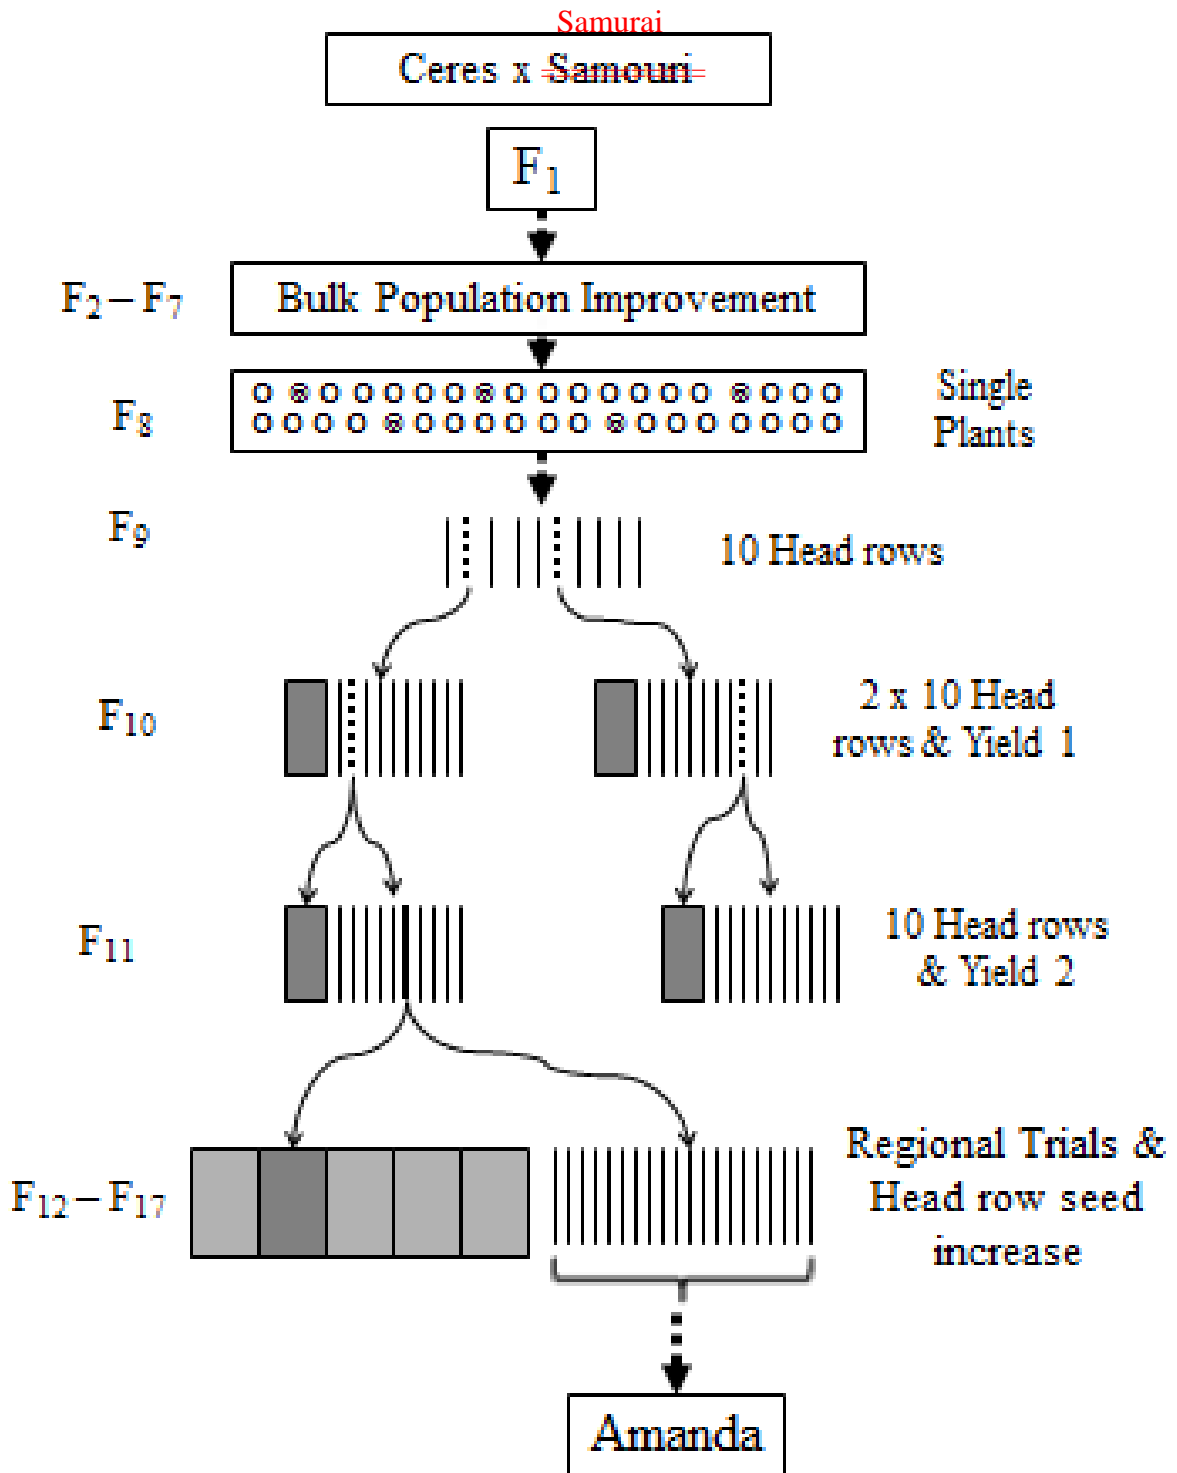 Samurai
Ceres x Samouri
F1
F2 – F7
Bulk Population Improvement
F8
O ⊗ O O O O O ⊗ O O O O O O O O ⊗ O O O
O O O O ⊗ O O O O O O ⊗ O O O O O O O
Single
Plants
F9
10 Head rows
F10
2 x 10 Head
rows & Yield 1
F11
10 Head rows
& Yield 2
F12 – F17
Regional Trials &
Head row seed
increase
Amanda